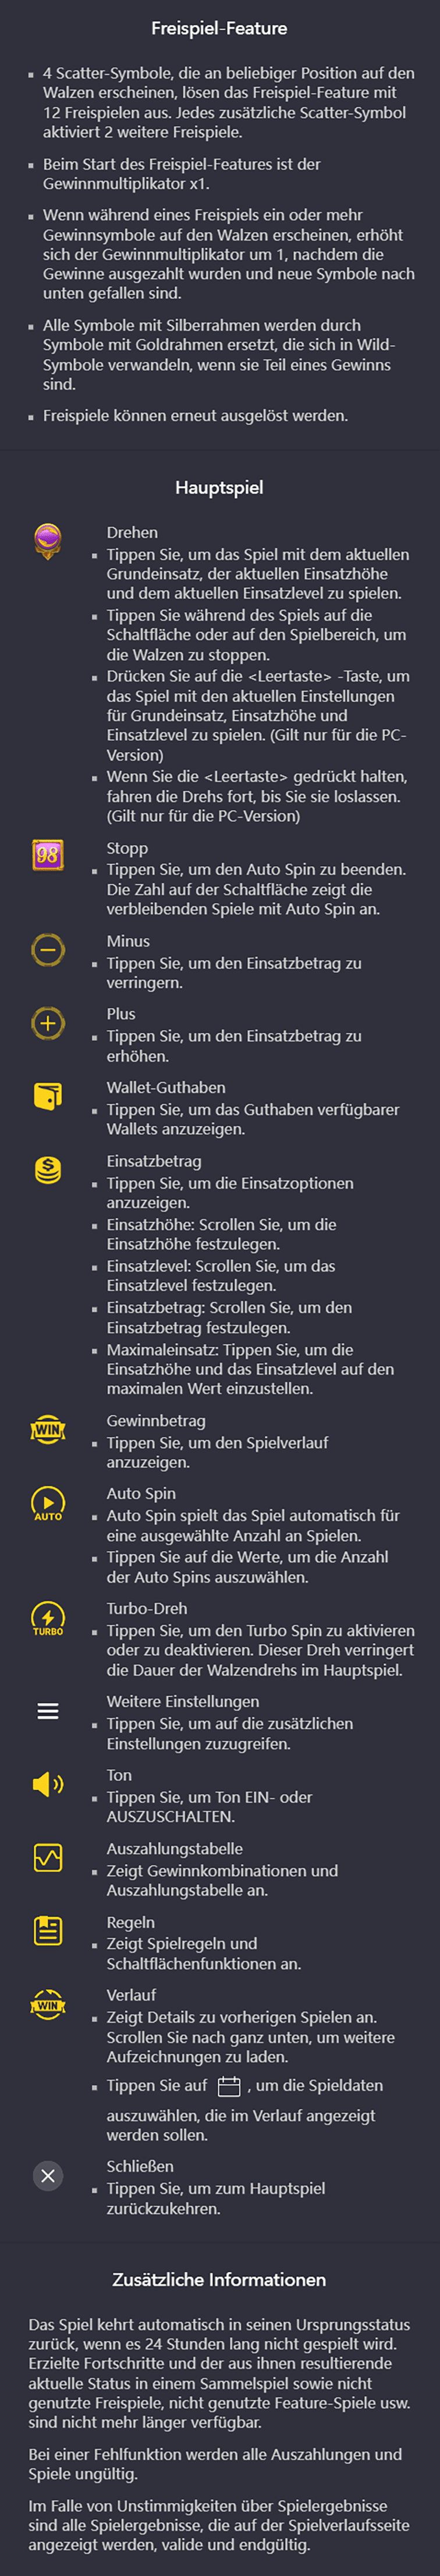 Freispiel-Feature
▪ 4 Scatter-Symbole, die an beliebiger Position auf den
Walzen erscheinen, lösen das Freispiel-Feature mit
12 Freispielen aus. Jedes zusätzliche Scatter-Symbol
aktiviert 2 weitere Freispiele.
▪ Beim Start des Freispiel-Features ist der
Gewinnmultiplikator x1.
▪ Wenn während eines Freispiels ein oder mehr
Gewinnsymbole auf den Walzen erscheinen, erhöht
sich der Gewinnmultiplikator um 1, nachdem die
Gewinne ausgezahlt wurden und neue Symbole nach
unten gefallen sind.
▪ Alle Symbole mit Silberrahmen werden durch
Symbole mit Goldrahmen ersetzt, die sich in Wild-
Symbole verwandeln, wenn sie Teil eines Gewinns
sind.
▪ Freispiele können erneut ausgelöst werden.
Hauptspiel
Drehen
▪ Tippen Sie, um das Spiel mit dem aktuellen
Grundeinsatz, der aktuellen Einsatzhöhe
und dem aktuellen Einsatzlevel zu spielen.
▪ Tippen Sie während des Spiels auf die
Schaltfläche oder auf den Spielbereich, um
die Walzen zu stoppen.
▪ Drücken Sie auf die <Leertaste> -Taste, um
das Spiel mit den aktuellen Einstellungen
für Grundeinsatz, Einsatzhöhe und
Einsatzlevel zu spielen. (Gilt nur für die PC-
Version)
▪ Wenn Sie die <Leertaste> gedrückt halten,
fahren die Drehs fort, bis Sie sie loslassen.
(Gilt nur für die PC-Version)
98 Stopp
▪ Tippen Sie, um den Auto Spin zu beenden.
Die Zahl auf der Schaltfläche zeigt die
verbleibenden Spiele mit Auto Spin an.
Minus
▪ Tippen Sie, um den Einsatzbetrag zu
verringern.
Plus
▪ Tippen Sie, um den Einsatzbetrag zu
erhöhen.
Wallet-Guthaben
▪ Tippen Sie, um das Guthaben verfügbarer
Wallets anzuzeigen.
Einsatzbetrag
▪ Tippen Sie, um die Einsatzoptionen
anzuzeigen.
▪ Einsatzhöhe: Scrollen Sie, um die
Einsatzhöhe festzulegen.
▪ Einsatzlevel: Scrollen Sie, um das
Einsatzlevel festzulegen.
▪ Einsatzbetrag: Scrollen Sie, um den
Einsatzbetrag festzulegen.
▪ Maximaleinsatz: Tippen Sie, um die
Einsatzhöhe und das Einsatzlevel auf den
maximalen Wert einzustellen.
WIN Gewinnbetrag
▪ Tippen Sie, um den Spielverlauf
anzuzeigen.
Auto Spin
AUTO ▪ Auto Spin spielt das Spiel automatisch für
eine ausgewählte Anzahl an Spielen.
▪ Tippen Sie auf die Werte, um die Anzahl
der Auto Spins auszuwählen.
Turbo-Dreh
TURBO ▪ Tippen Sie, um den Turbo Spin zu aktivieren
oder zu deaktivieren. Dieser Dreh verringert
die Dauer der Walzendrehs im Hauptspiel.
Weitere Einstellungen
▪ Tippen Sie, um auf die zusätzlichen
Einstellungen zuzugreifen.
Ton
▪ Tippen Sie, um Ton EIN- oder
AUSZUSCHALTEN.
Auszahlungstabelle
▪ Zeigt Gewinnkombinationen und
Auszahlungstabelle an.
Regeln
▪ Zeigt Spielregeln und
Schaltflächenfunktionen an.
WIN Verlauf
▪ Zeigt Details zu vorherigen Spielen an.
Scrollen Sie nach ganz unten, um weitere
Aufzeichnungen zu laden.
▪ Tippen Sie auf , um die Spieldaten
auszuwählen, die im Verlauf angezeigt
werden sollen.
Schließen
▪ Tippen Sie, um zum Hauptspiel
zurückzukehren.
Zusätzliche Informationen
Das Spiel kehrt automatisch in seinen Ursprungsstatus
zurück, wenn es 24 Stunden lang nicht gespielt wird.
Erzielte Fortschritte und der aus ihnen resultierende
aktuelle Status in einem Sammelspiel sowie nicht
genutzte Freispiele, nicht genutzte Feature-Spiele usw.
sind nicht mehr länger verfügbar.
Bei einer Fehlfunktion werden alle Auszahlungen und
Spiele ungültig.
Im Falle von Unstimmigkeiten über Spielergebnisse
sind alle Spielergebnisse, die auf der Spielverlaufsseite
angezeigt werden, valide und endgültig.